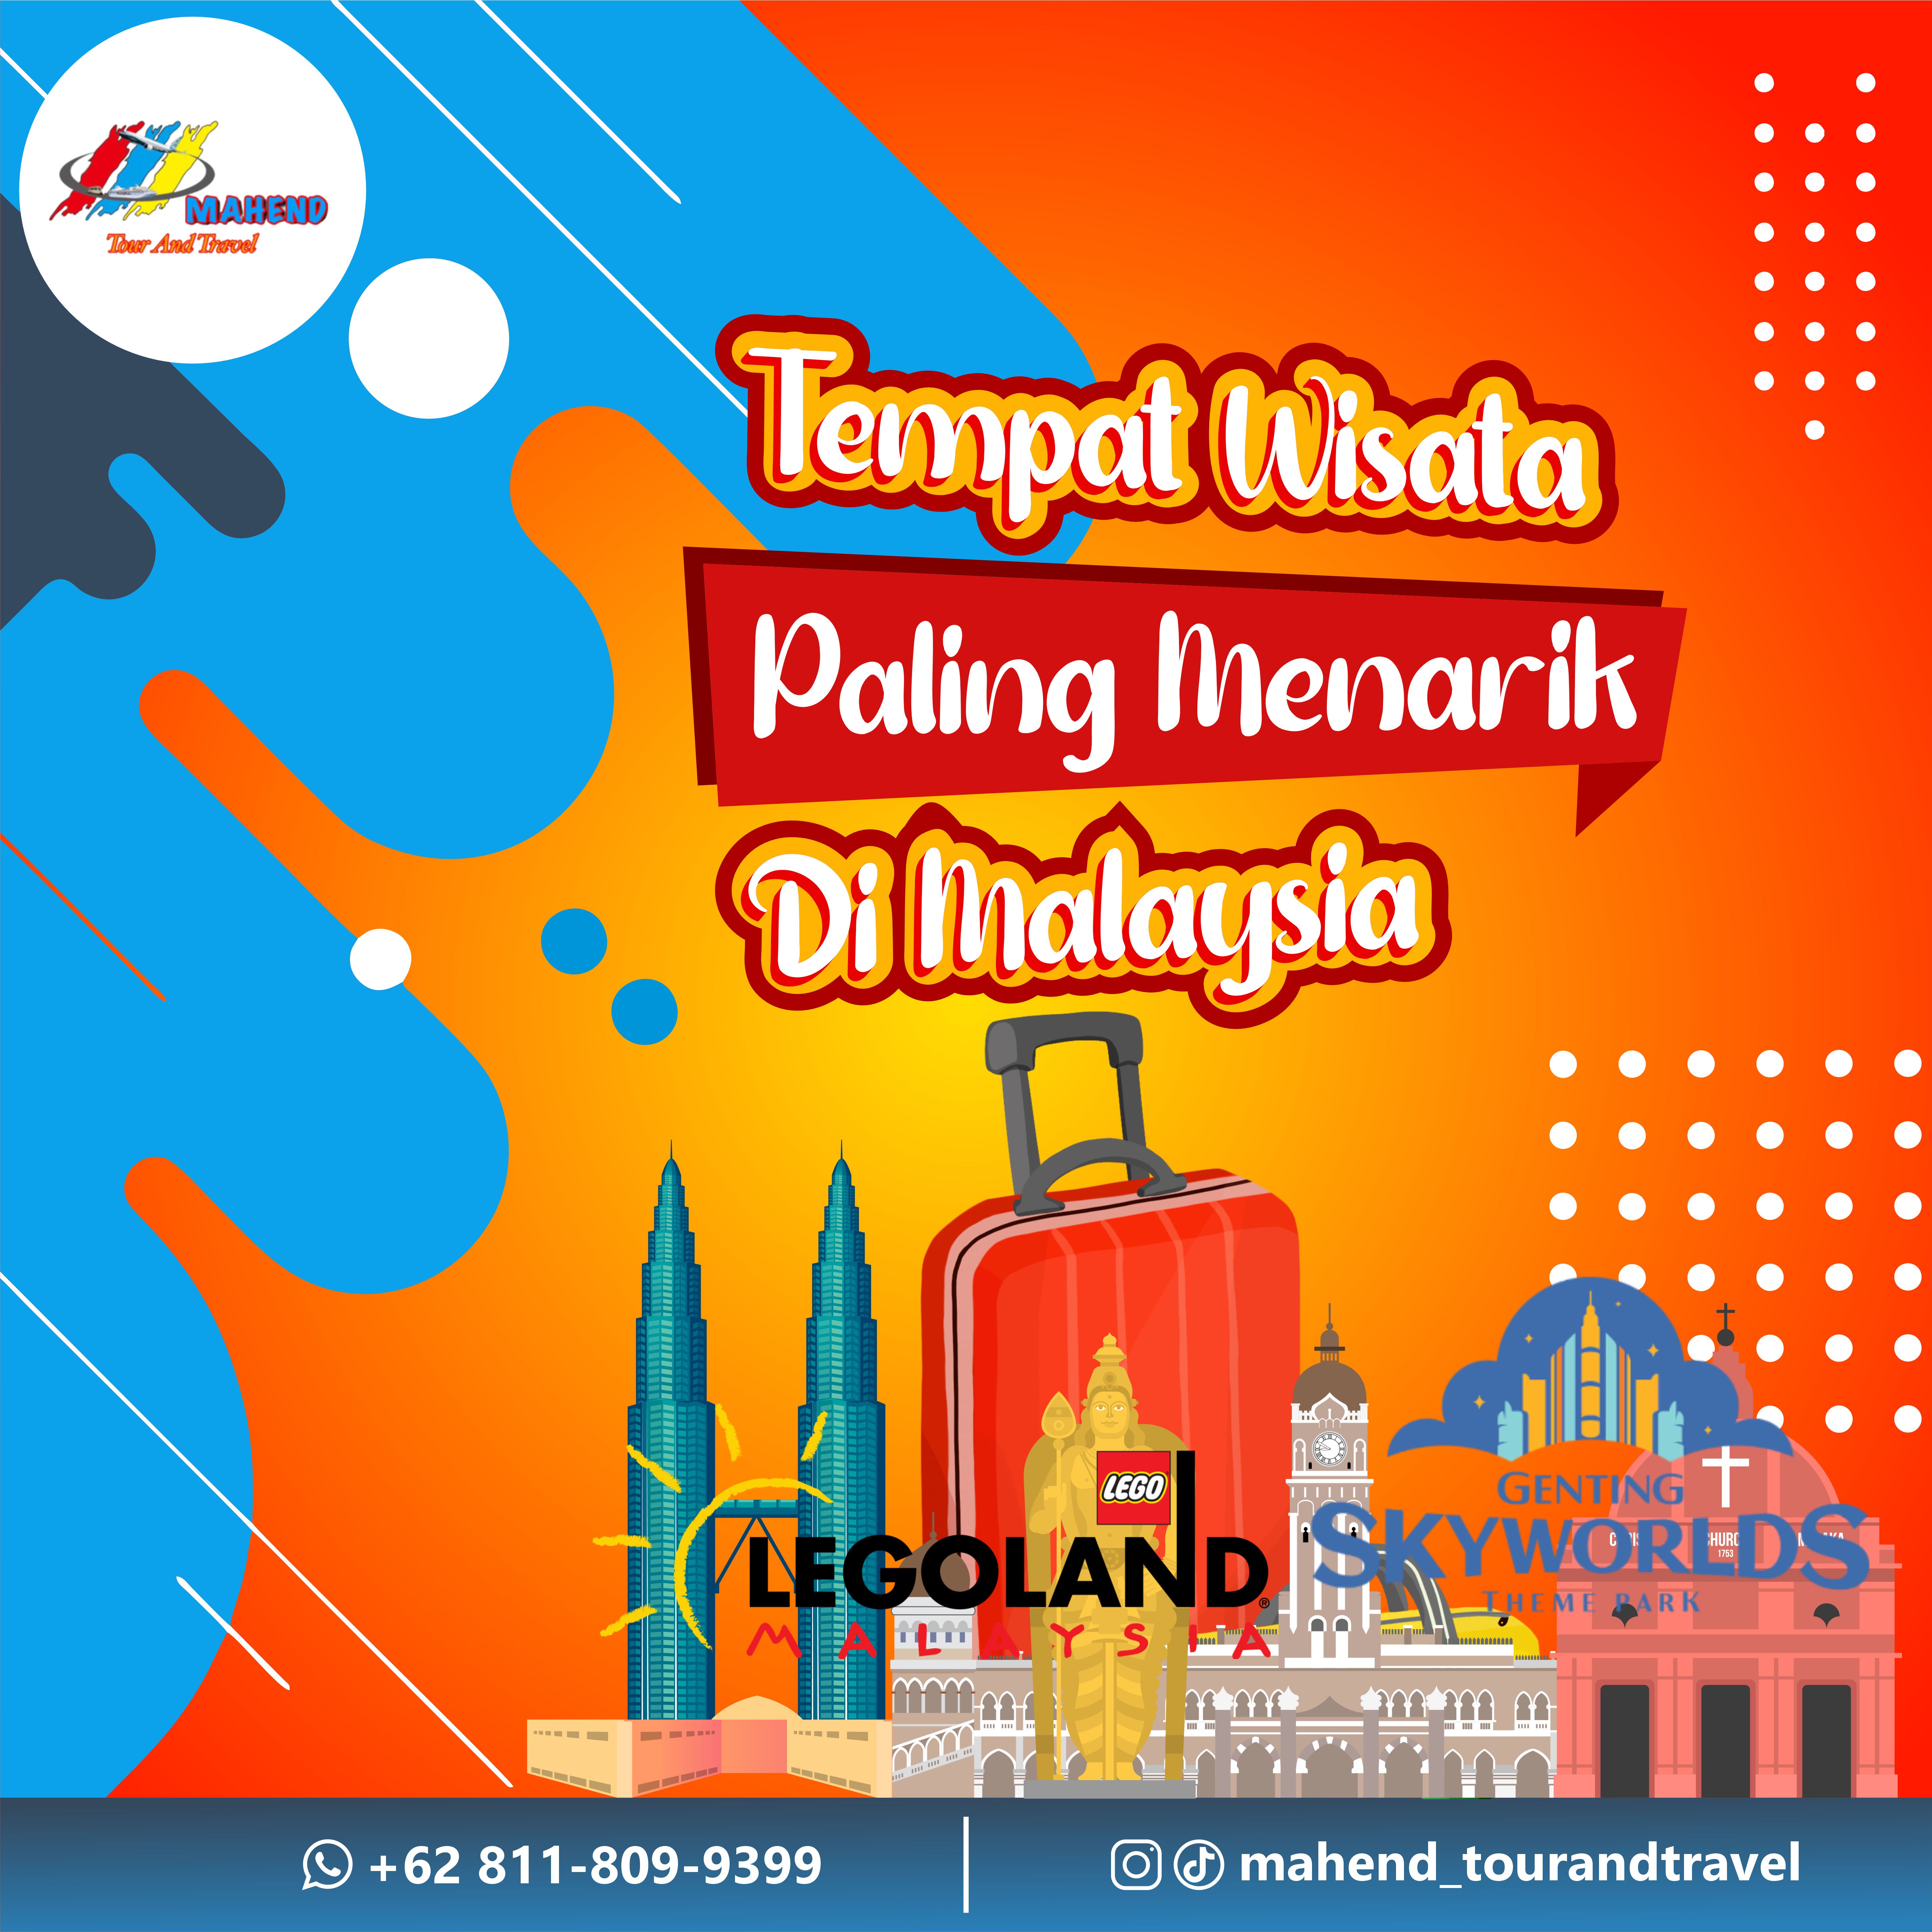 MAHEND
Tour And Travel
Tempat Wisata
Paling Menarik
Di Malaysia
LEGO
LEGOLAND®
MALAYSIA
GENTING
SKYWORLDS
THEME PARK
1753
+62 811-809-9399
mahend_tourandtravel